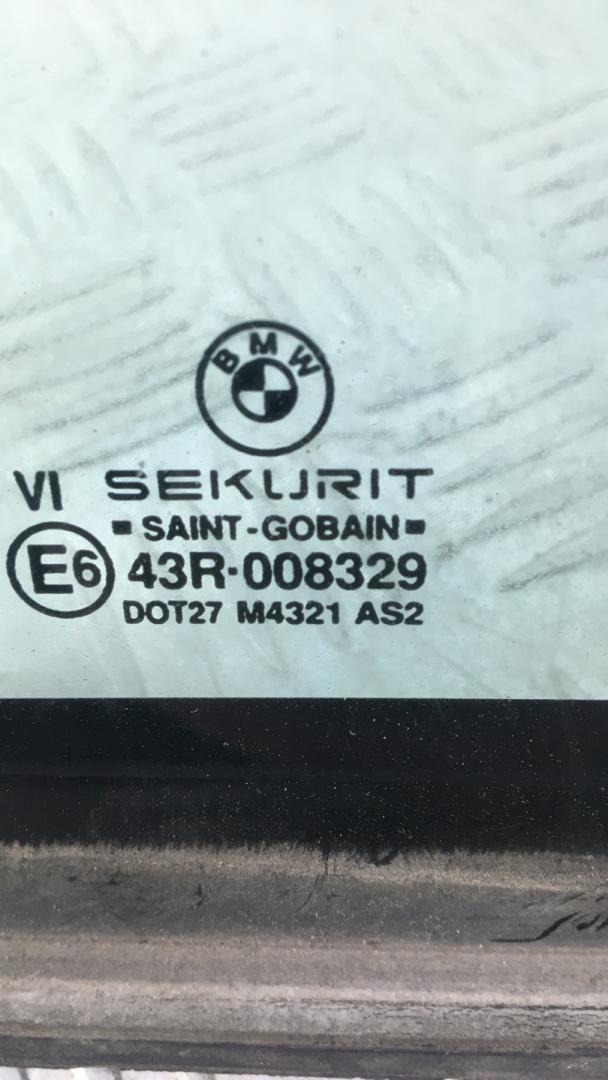 BMW
VI SEKURIT
SAINT-GOBAIN
E6 43R-008329
DOT27 M4321 AS2